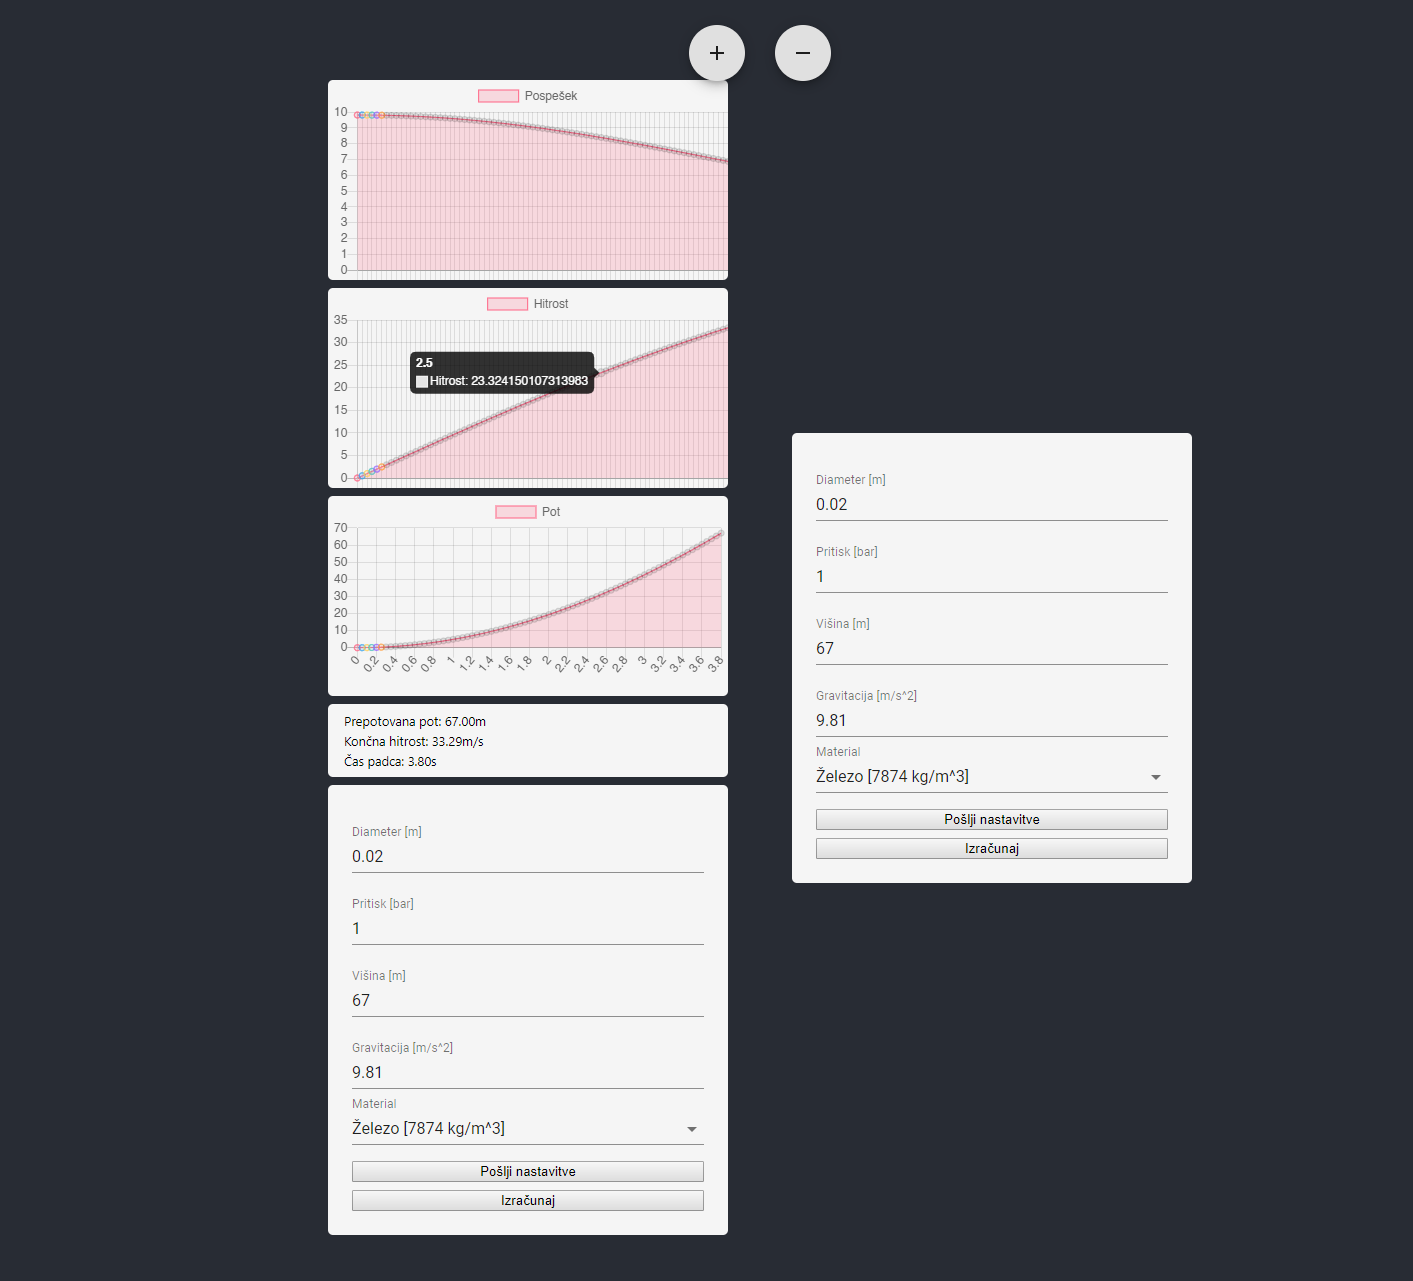 +
−
Pospešek
10
9
8
7
6
5
4
3
2
1
0
Hitrost
35
30
25
20
15
10
5
0
2.5
Hitrost: 23.324150107313983
Pot
70
60
50
40
30
20
10
0
0 0.2 0.4 0.6 0.8 1 1.2 1.4 1.6 1.8 2 2.2 2.4 2.6 2.8 3 3.2 3.4 3.6 3.8
Prepotovana pot: 67.00m
Končna hitrost: 33.29m/s
Čas padca: 3.80s
Diameter [m]
0.02
Pritisk [bar]
1
Višina [m]
67
Gravitacija [m/s^2]
9.81
Material
Železo [7874 kg/m^3]
Pošlji nastavitve
Izračunaj
Diameter [m]
0.02
Pritisk [bar]
1
Višina [m]
67
Gravitacija [m/s^2]
9.81
Material
Železo [7874 kg/m^3]
Pošlji nastavitve
Izračunaj